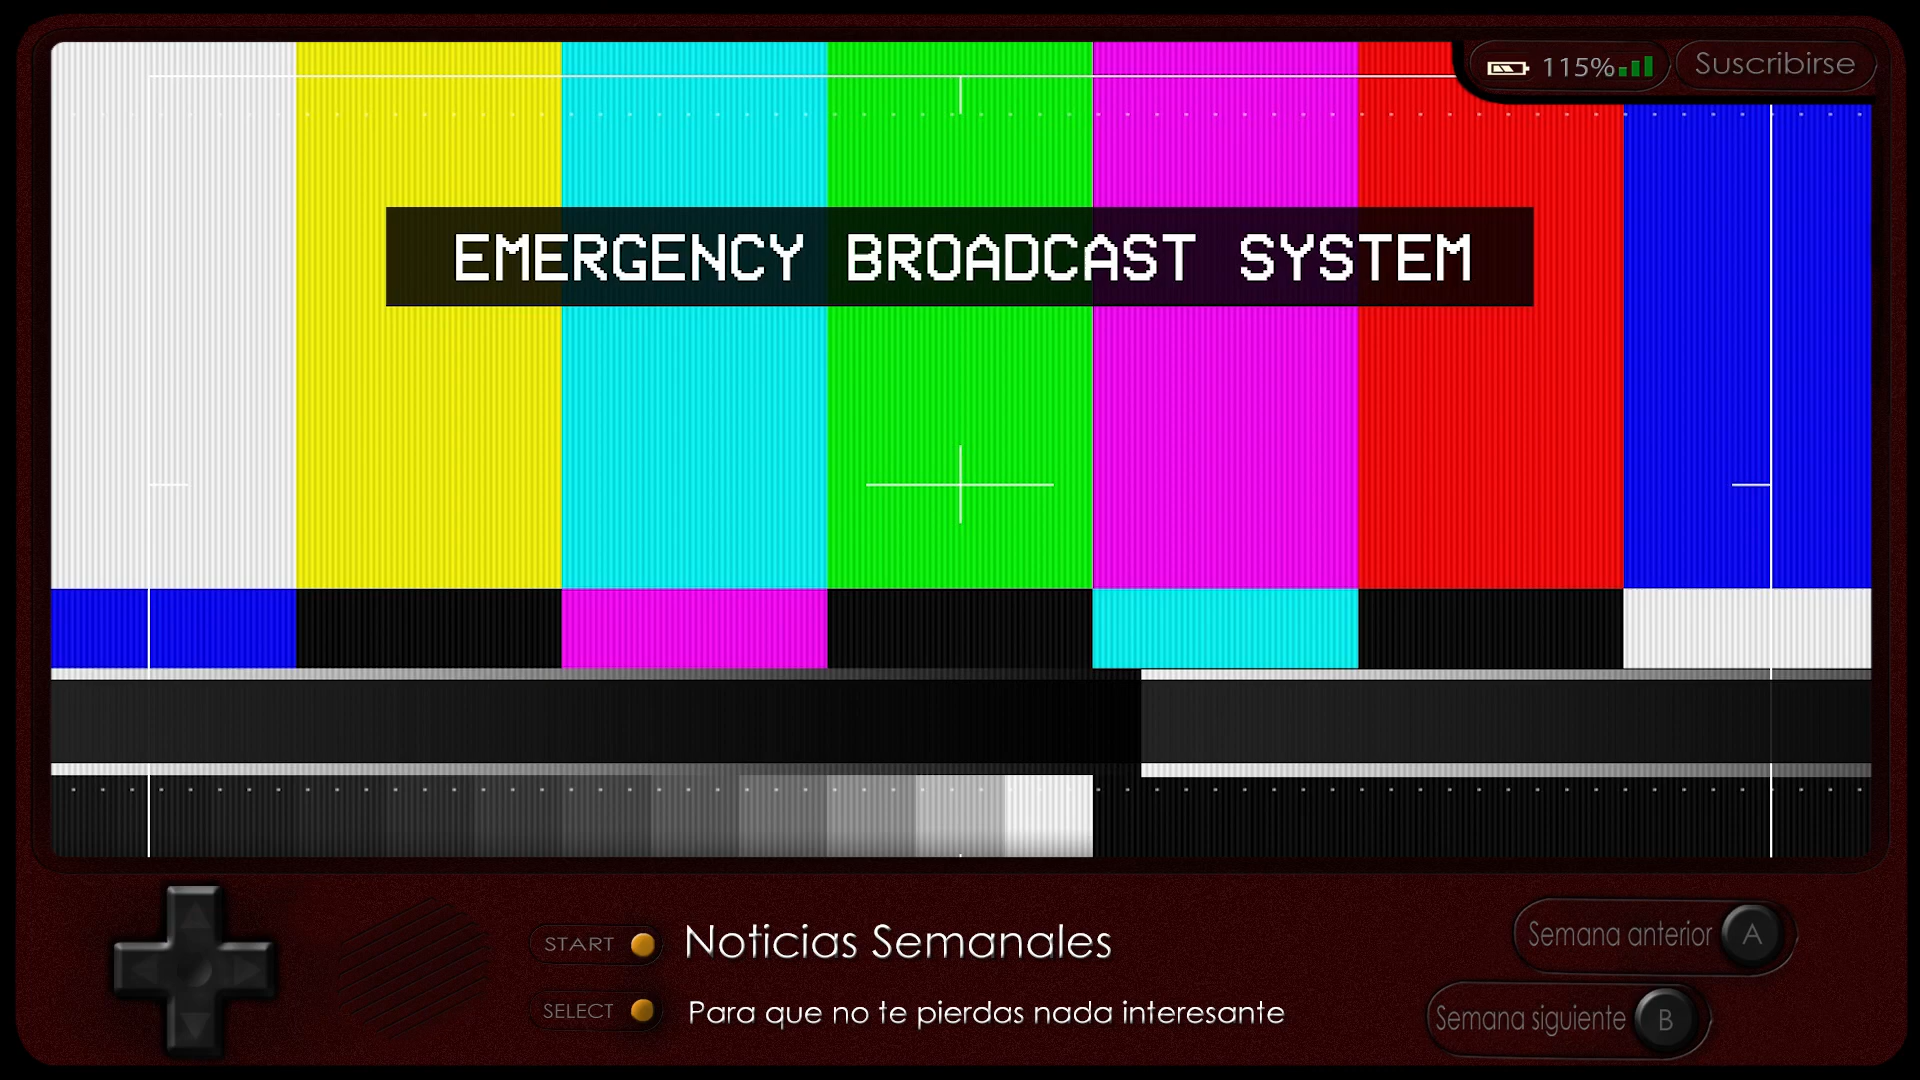 115%
Suscribirse
EMERGENCY BROADCAST SYSTEM
START
Noticias Semanales
Semana anterior A
SELECT
Para que no te pierdas nada interesante
Semana siguiente B